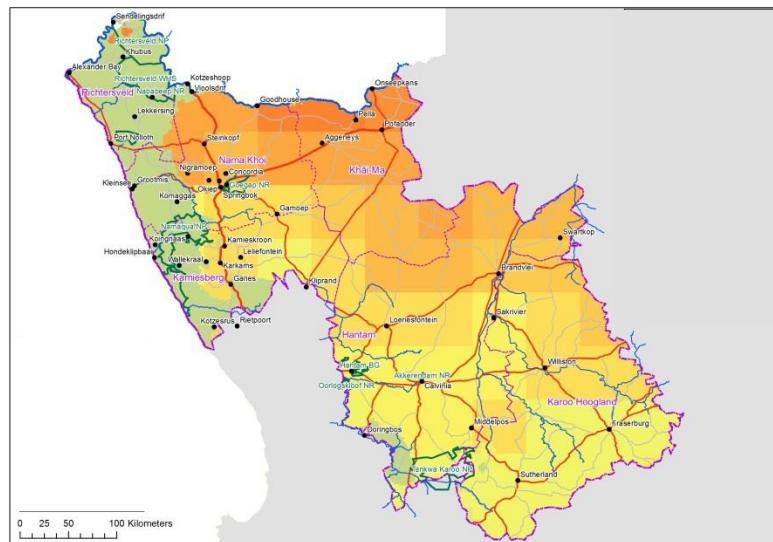 Sendelingsdrif
Richtersveld NP
Khubus
Alexander Bay
Richtersveld WHS
Kotzeshoop
Nababeep NR
Vioolsdrif
Richtersveld
Goodhouse
Onseepkans
Lekkersing
Pella
Pofadder
Port Nolloth
Steinkopf
Aggeneys
Nama Khoi
Khâi-Ma
Nigramoep
Concordia
Kleinsee
Grootmis
Okiep
Goegap NR
Springbok
Komaggas
Gamoep
Namaqua NP
Koingnaas
Kamieskroon
Swartkop
Hondeklipbaai
Wallekraal
Leliefontein
Karkams
Kamiesberg
Garies
Kliprand
Brandvlei
Kotzesrus
Rietpoort
Loeriesfontein
Sakrivier
Hantam
Hantam BG
Akkerendam NR
Williston
Oorlogskloof NR
Calvinia
Karoo Hoogland
Doringbos
Middelpos
Fraserburg
Tankwa Karoo NP
Sutherland
0 25 50 100 Kilometers